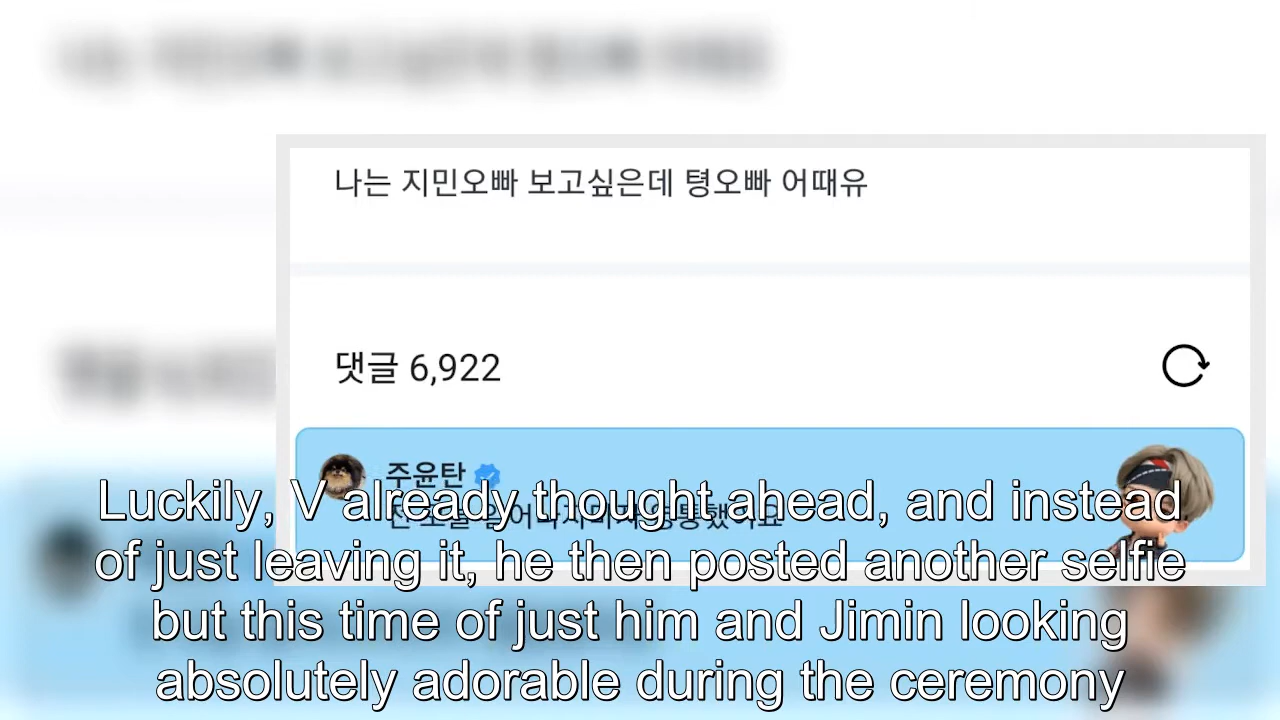 나는 지민오빠 보고싶은데 텽오빠 어때유
댓글 6,922
주윤탄
Luckily, V already thought ahead, and instead
of just leaving it, he then posted another selfie
but this time of just him and Jimin looking
absolutely adorable during the ceremony